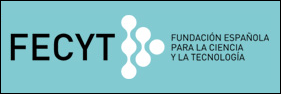 FECYT
FUNDACIÓN ESPAÑOLA
PARA LA CIENCIA
Y LA TECNOLOGÍA